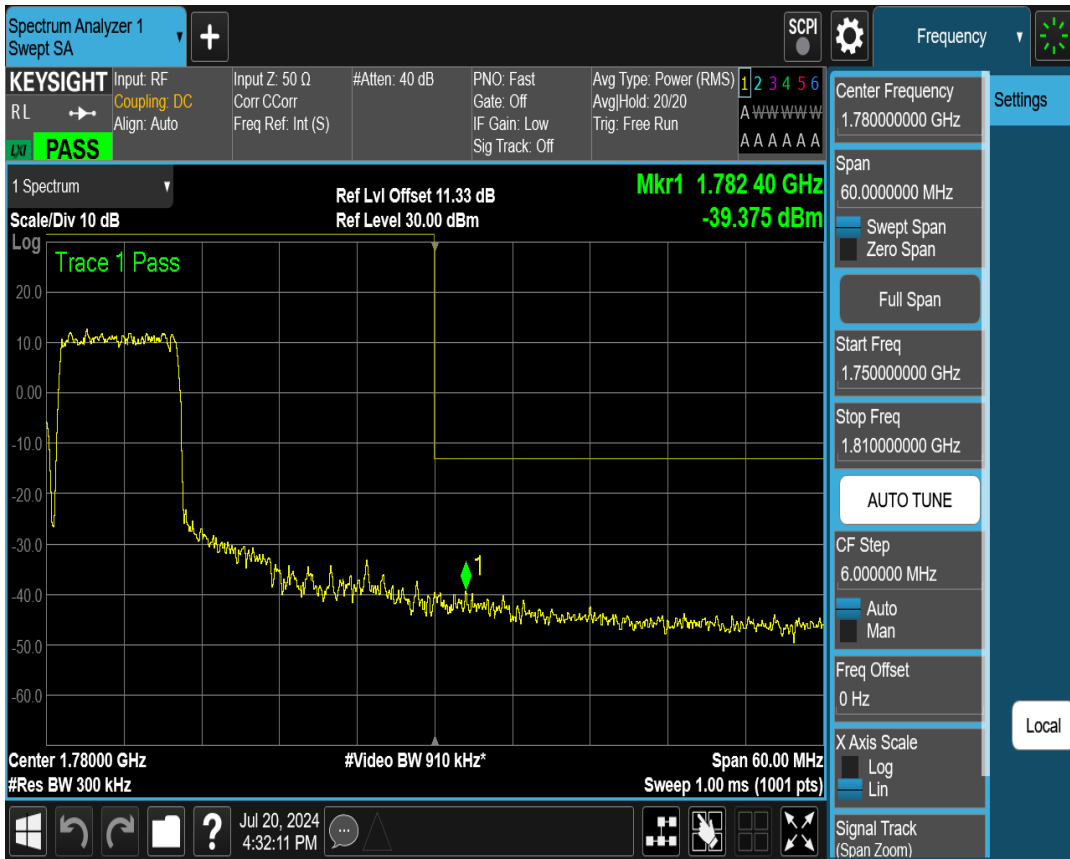 Spectrum Analyzer 1
Swept SA
+
SCPI
Frequency
KEYSIGHT
RL
LXI PASS
Input: RF
Coupling: DC
Align: Auto
Input Z: 50 Ω
Corr CCorr
Freq Ref: Int (S)
#Atten: 40 dB
PNO: Fast
Gate: Off
IF Gain: Low
Sig Track: Off
Avg Type: Power (RMS)
Avg|Hold: 20/20
Trig: Free Run
1 2 3 4 5 6
A W W W W W
A A A A A A
1 Spectrum
Scale/Div 10 dB
Ref Lvl Offset 11.33 dB
Ref Level 30.00 dBm
Mkr1 1.782 40 GHz
-39.375 dBm
Log
Trace 1 Pass
20.0
10.0
0.00
-10.0
-20.0
-30.0
-40.0
-50.0
-60.0
1
Center 1.78000 GHz
#Res BW 300 kHz
#Video BW 910 kHz*
Span 60.00 MHz
Sweep 1.00 ms (1001 pts)
Center Frequency
1.780000000 GHz
Span
60.0000000 MHz
Swept Span
Zero Span
Full Span
Start Freq
1.750000000 GHz
Stop Freq
1.810000000 GHz
AUTO TUNE
CF Step
6.000000 MHz
Auto
Man
Freq Offset
0 Hz
X Axis Scale
Log
Lin
Signal Track
(Span Zoom)
Settings
Local
?
Jul 20, 2024
4:32:11 PM